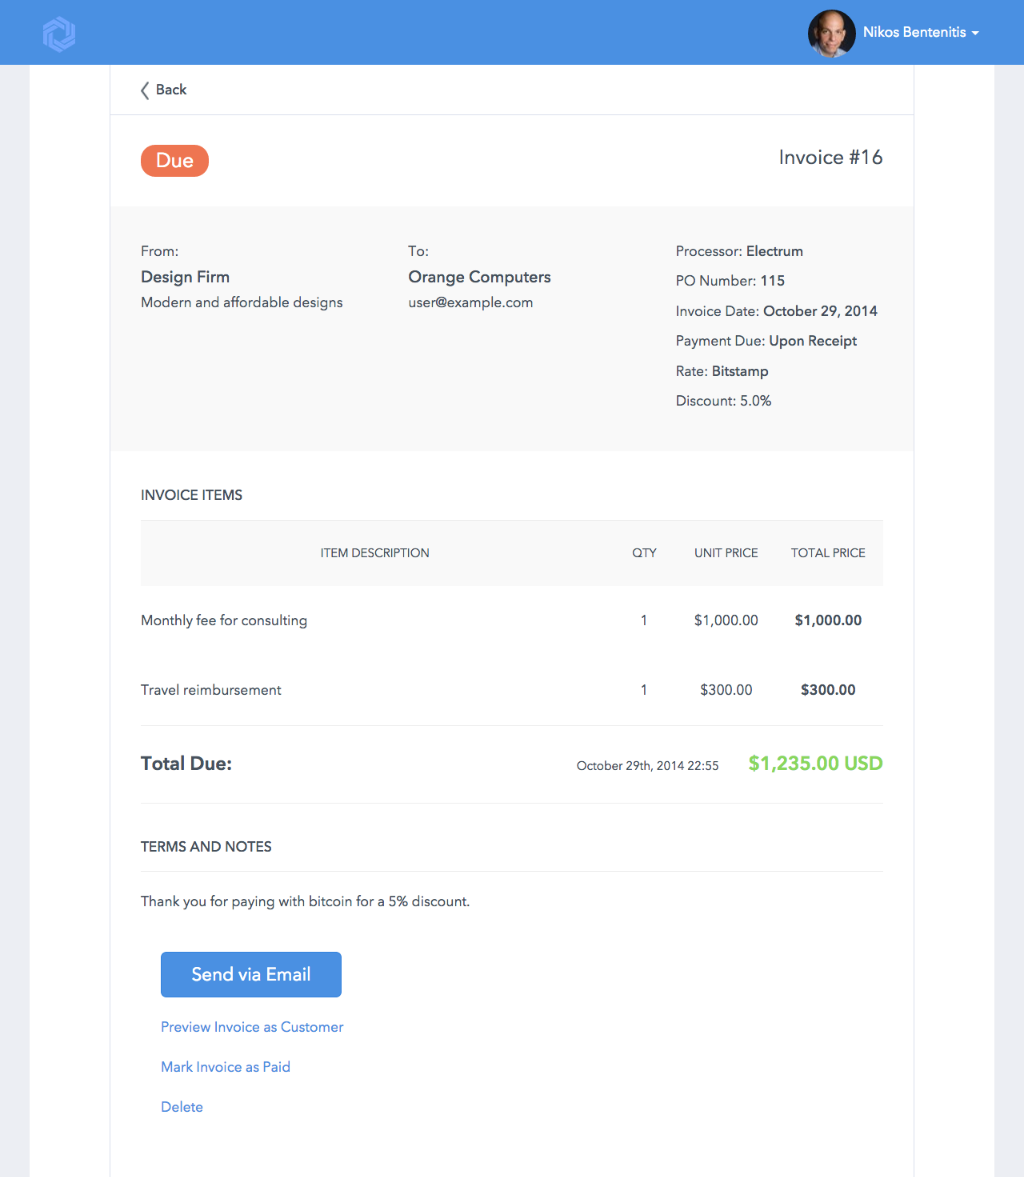 Nikos Bentenitis
Back
Due
Invoice #16
From:
Design Firm
Modern and affordable designs
To:
Orange Computers
user@example.com
Processor: Electrum
PO Number: 115
Invoice Date: October 29, 2014
Payment Due: Upon Receipt
Rate: Bitstamp
Discount: 5.0%
INVOICE ITEMS
ITEM DESCRIPTION QTY UNIT PRICE TOTAL PRICE
Monthly fee for consulting 1 $1,000.00 $1,000.00
Travel reimbursement 1 $300.00 $300.00
Total Due: October 29th, 2014 22:55 $1,235.00 USD
TERMS AND NOTES
Thank you for paying with bitcoin for a 5% discount.
Send via Email
Preview Invoice as Customer
Mark Invoice as Paid
Delete